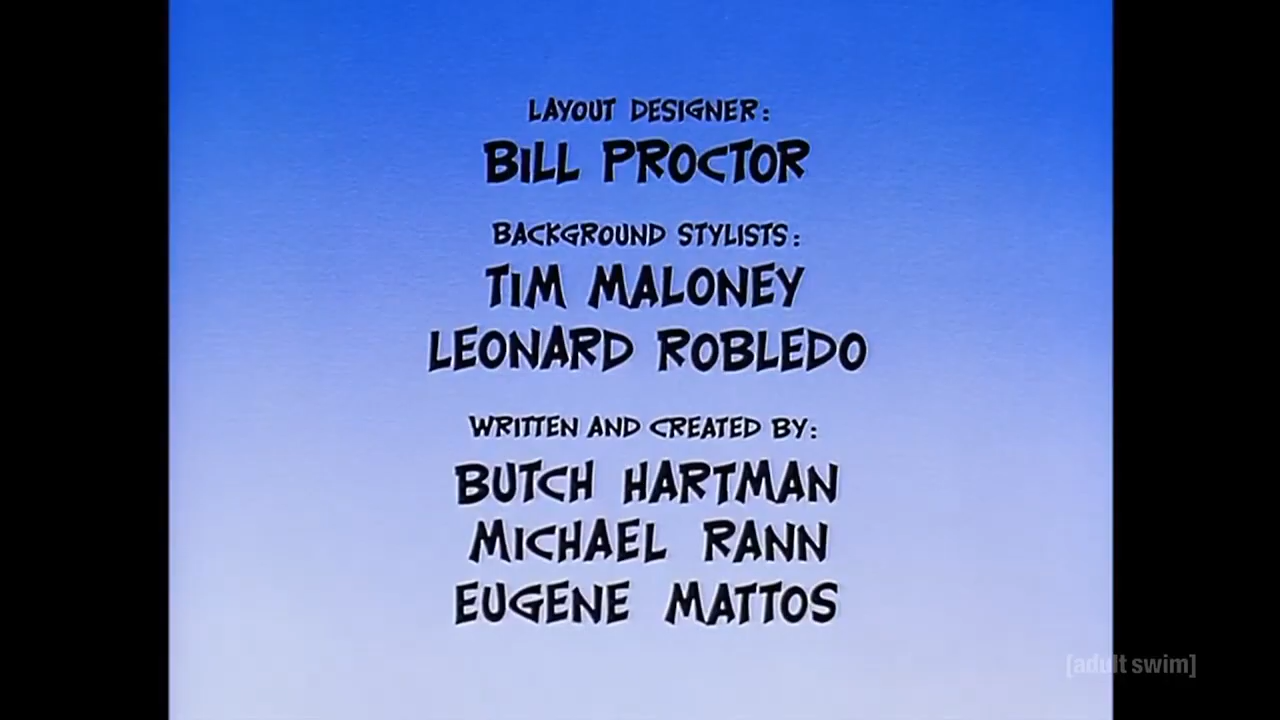 LAYOUT DESIGNER:
BILL PROCTOR
BACKGROUND STYLISTS:
TIM MALONEY
LEONARD ROBLEDO
WRITTEN AND CREATED BY:
BUTCH HARTMAN
MICHAEL RANN
EUGENE MATTOS
[adult swim]